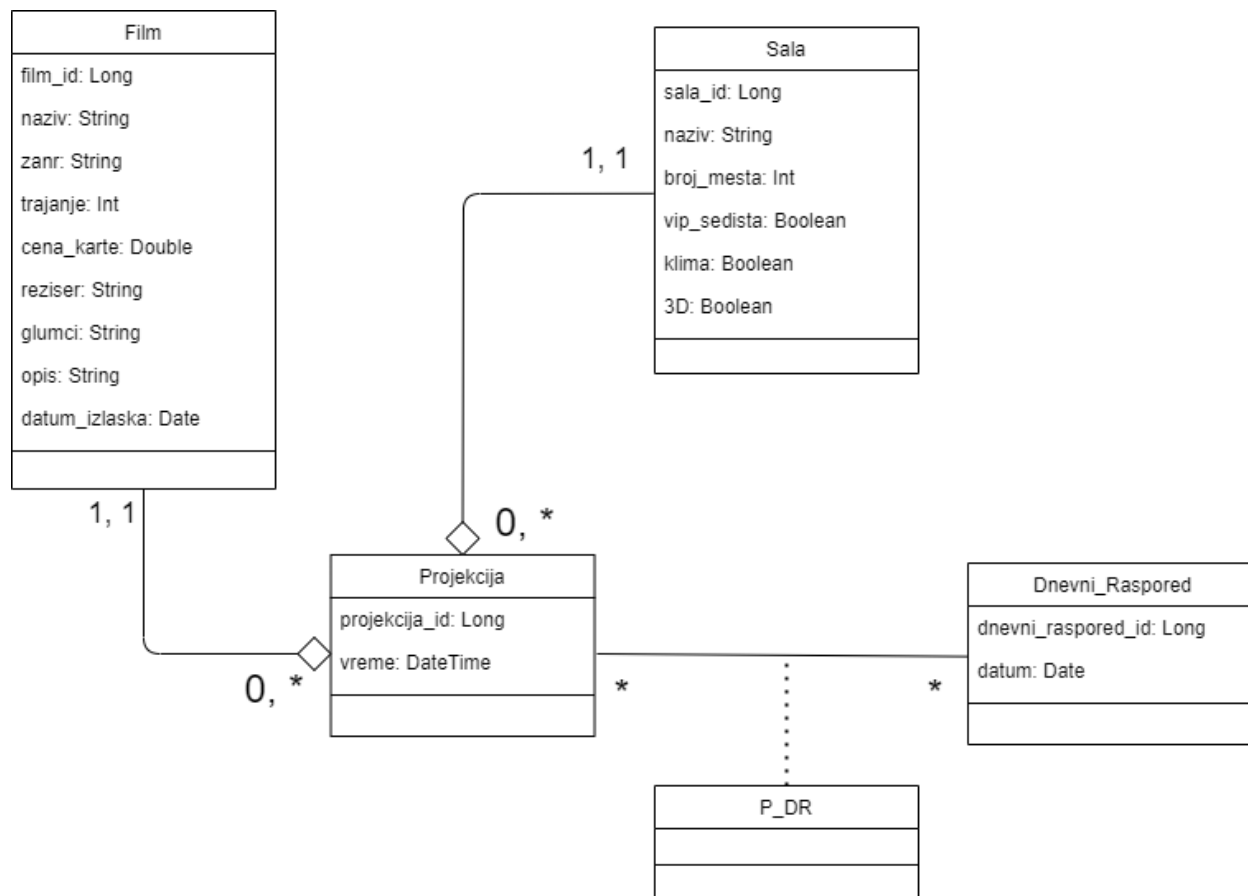 Film
film_id: Long
naziv: String
zanr: String
trajanje: Int
cena_karte: Double
reziser: String
glumci: String
opis: String
datum_izlaska: Date
1, 1
0, *
Sala
sala_id: Long
naziv: String
broj_mesta: Int
vip_sedista: Boolean
klima: Boolean
3D: Boolean
1, 1
0, *
Projekcija
projekcija_id: Long
vreme: DateTime
*
*
Dnevni_Raspored
dnevni_raspored_id: Long
datum: Date
P_DR